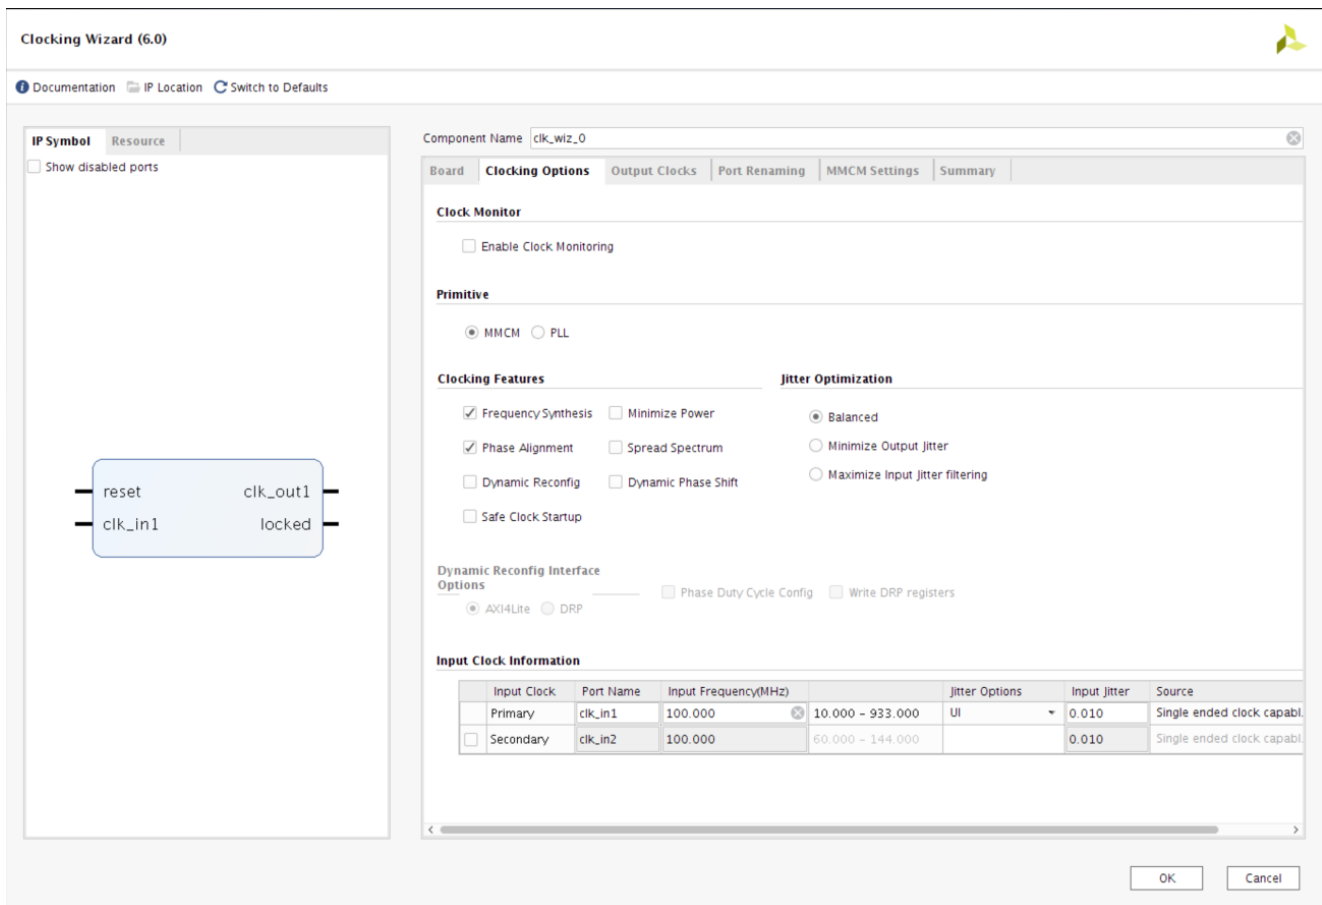 Clocking Wizard (6.0)
Documentation IP Location Switch to Defaults
IP Symbol Resource
Show disabled ports
reset clk_out1
clk_in1 locked
Component Name clk_wiz_0
Board Clocking Options Output Clocks Port Renaming MMCM Settings Summary
Clock Monitor
Enable Clock Monitoring
Primitive
MMCM PLL
Clocking Features Jitter Optimization
Frequency Synthesis Minimize Power Balanced
Phase Alignment Spread Spectrum Minimize Output Jitter
Dynamic Reconfig Dynamic Phase Shift Maximize Input Jitter filtering
Safe Clock Startup
Dynamic Reconfig Interface
Options
Phase Duty Cycle Config Write DRP registers
AXI4Lite DRP
Input Clock Information
Input Clock Port Name Input Frequency(MHz) Jitter Options Input Jitter Source
Primary clk_in1 100.000 10.000 - 933.000 UI 0.010 Single ended clock capabl.
Secondary clk_in2 100.000 60.000 - 144.000 0.010 Single ended clock capabl.
OK Cancel